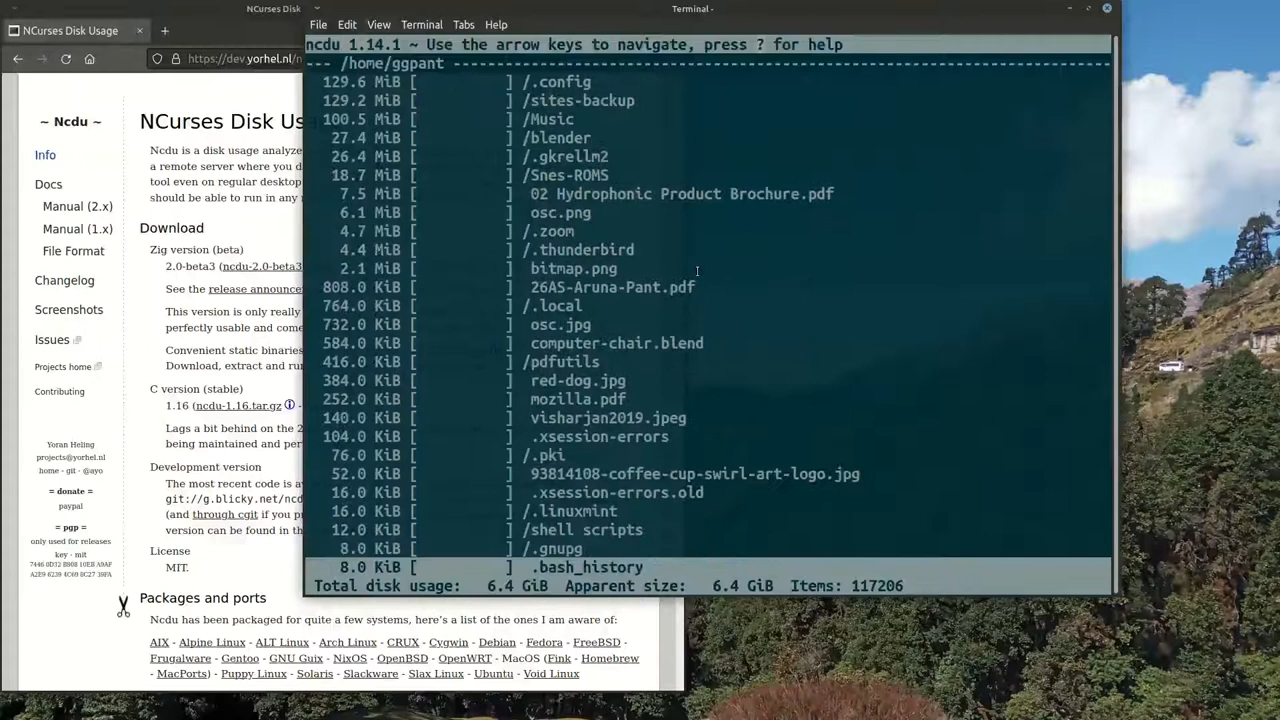 NCurses Disk
NCurses Disk Usage
https://dev.yorhel.nl/n
~ Ncdu ~
Info
Docs
Manual (2.x)
Manual (1.x)
File Format
Changelog
Screenshots
Issues
Projects home
Contributing
Yoran Heling
projects@yorhel.nl
home - git - @ayo
= donate =
paypal
= pgp =
only used for releases
key - mit
7446 0D32 B808 10EB A9AF
A2E9 6239 4C69 8C27 39FA
NCurses Disk Us
Ncdu is a disk usage analyze
a remote server where you d
tool even on regular desktop
should be able to run in any
Download
Zig version (beta)
2.0-beta3 (ncdu-2.0-beta3
See the release announce
This version is only really
perfectly usable and come
Convenient static binaries
Download, extract and run
C version (stable)
1.16 (ncdu-1.16.tar.gz -
Lags a bit behind on the 2
being maintained and per
Development version
The most recent code is av
git://g.blicky.net/ncd
(and through cgit if you p
version can be found in th
License
MIT.
Packages and ports
Ncdu has been packaged for quite a few systems, here's a list of the ones I am aware of:
AIX - Alpine Linux - ALT Linux - Arch Linux - CRUX - Cygwin - Debian - Fedora - FreeBSD -
Frugalware - Gentoo - GNU Guix - NixOS - OpenBSD - OpenWRT - MacOS (Fink - Homebrew
- MacPorts) - Puppy Linux - Solaris - Slackware - Slax Linux - Ubuntu - Void Linux
Terminal -
File Edit View Terminal Tabs Help
ncdu 1.14.1 ~ Use the arrow keys to navigate, press ? for help
--- /home/ggpant ----------------------------------------------------------------------------
129.6 MiB [          ] /.config
129.2 MiB [          ] /sites-backup
100.5 MiB [          ] /Music
27.4 MiB [          ] /blender
26.4 MiB [          ] /.gkrellm2
18.7 MiB [          ] /Snes-ROMS
7.5 MiB [          ] 02 Hydrophonic Product Brochure.pdf
6.1 MiB [          ] osc.png
4.7 MiB [          ] /.zoom
4.4 MiB [          ] /.thunderbird
2.1 MiB [          ] bitmap.png
808.0 KiB [          ] 26AS-Aruna-Pant.pdf
764.0 KiB [          ] /.local
732.0 KiB [          ] osc.jpg
584.0 KiB [          ] computer-chair.blend
416.0 KiB [          ] /pdfutils
384.0 KiB [          ] red-dog.jpg
252.0 KiB [          ] mozilla.pdf
140.0 KiB [          ] visharjan2019.jpeg
104.0 KiB [          ] .xsession-errors
76.0 KiB [          ] /.pki
52.0 KiB [          ] 93814108-coffee-cup-swirl-art-logo.jpg
16.0 KiB [          ] .xsession-errors.old
16.0 KiB [          ] /.linuxmint
12.0 KiB [          ] /shell scripts
8.0 KiB [          ] /.gnupg
8.0 KiB [          ] .bash_history
Total disk usage: 6.4 GiB Apparent size: 6.4 GiB Items: 117206